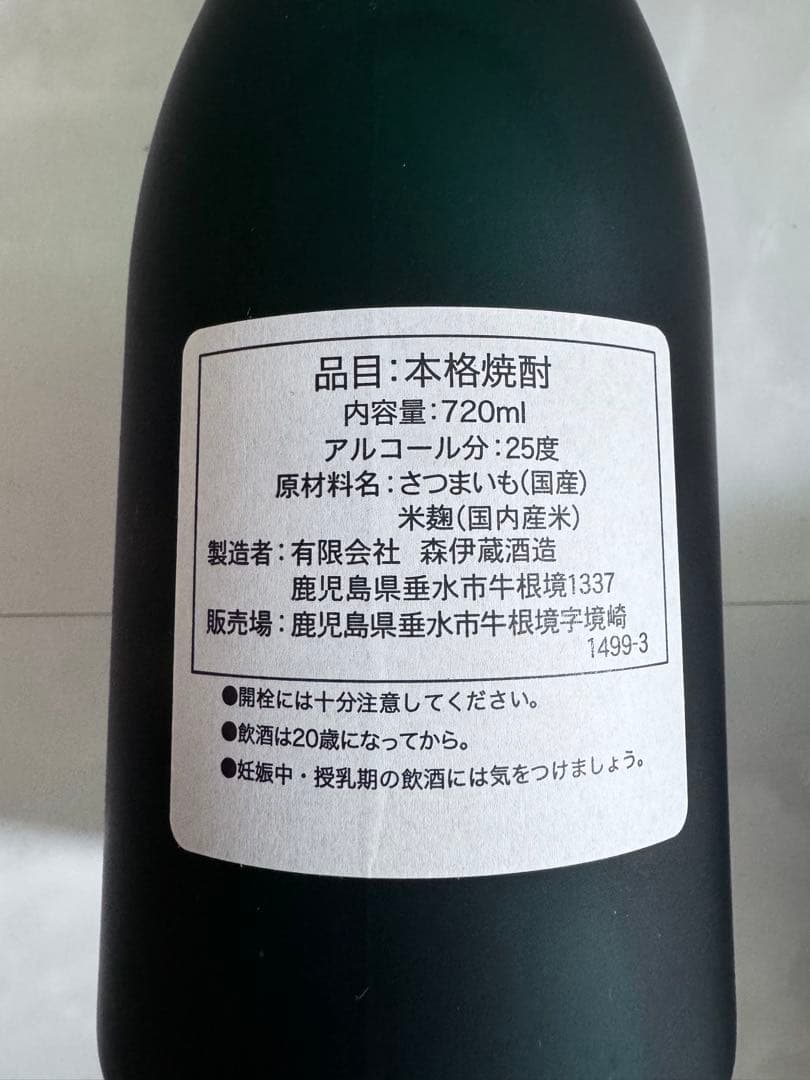 品目:本格焼酎
内容量:720ml
アルコール分:25度
原材料名:さつまいも(国産)
米麹(国内産米)
製造者:有限会社 森伊蔵酒造
鹿児島県垂水市牛根境1337
販売場:鹿児島県垂水市牛根境字境崎
1499-3
●開栓には十分注意してください。
●飲酒は20歳になってから。
●妊娠中・授乳期の飲酒には気をつけましょう。